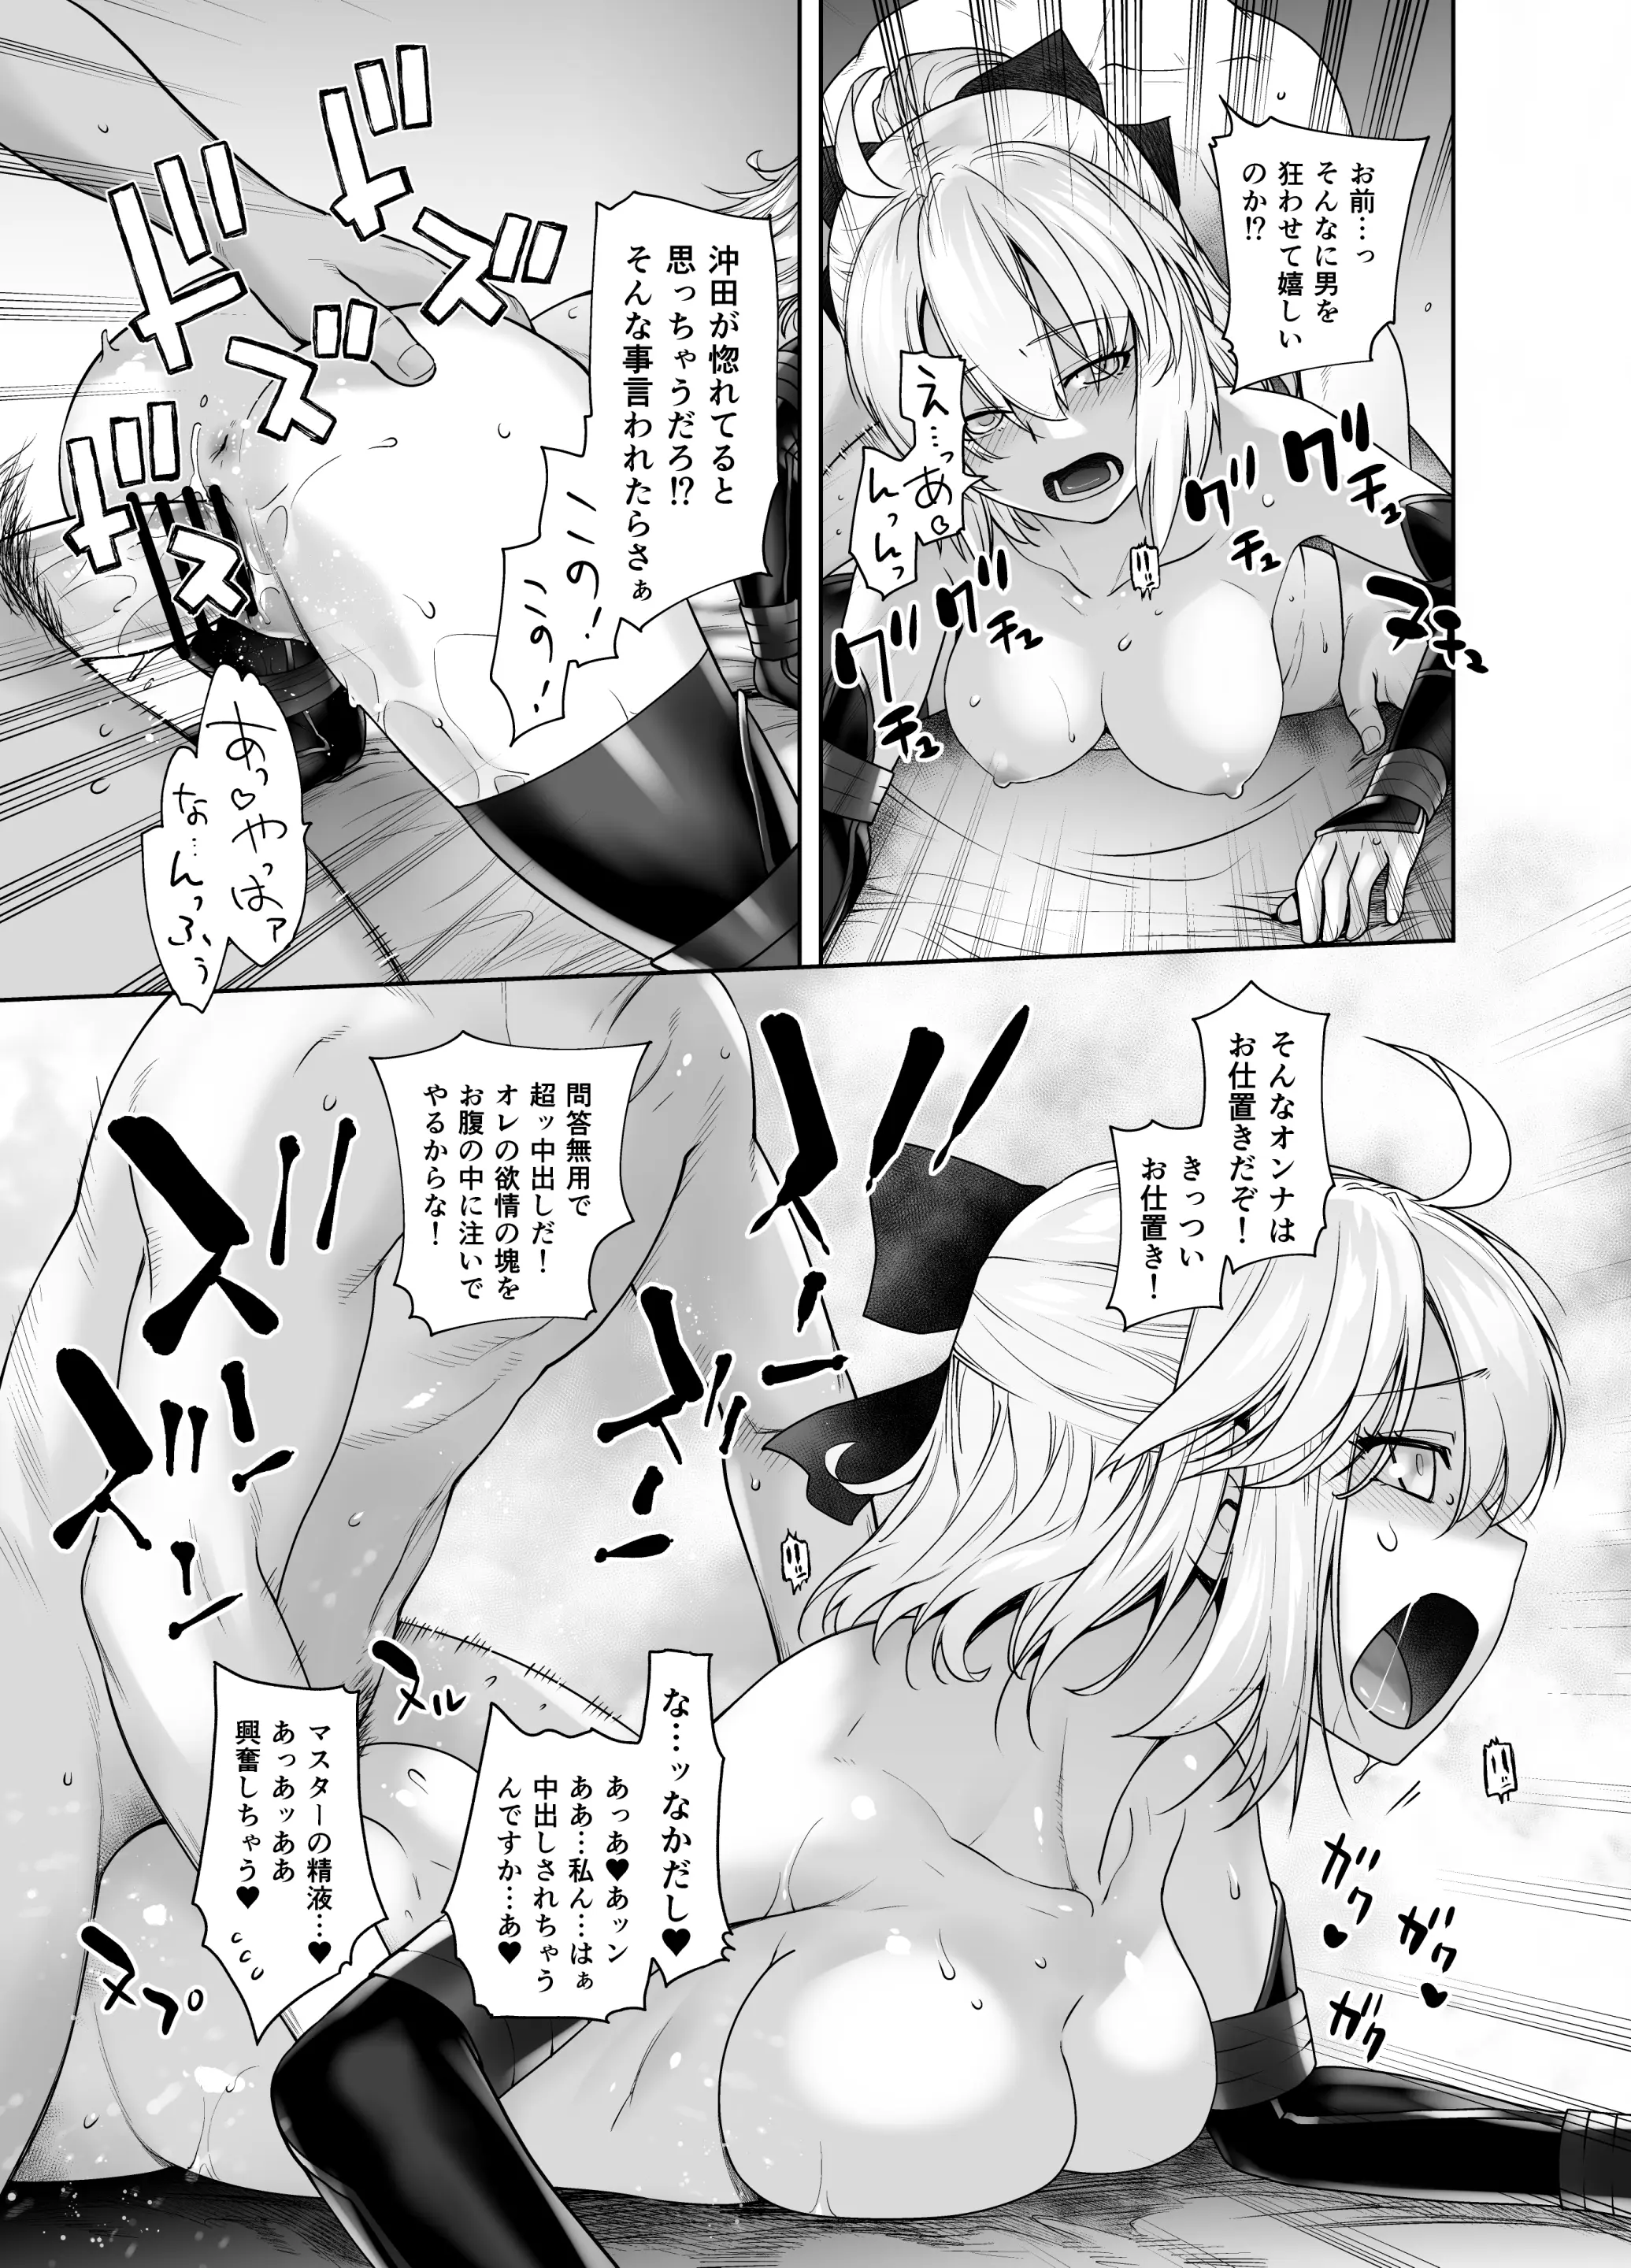 お前…っ
そんなに男を
狂わせて嬉しい
のか!?
え…っ
あ♡
んっんっ
グチュ
グチュ
グチュ
グチュ
ヌチュ
沖田が惚れてると
思っちゃうだろ!?
そんな事言われたらさぁ
この!
この!
ズド
ズド
ズド
ズド
あっ♡やっはァ
な…んっふぅ
そんなオンナは
お仕置きだぞ!
きっつい
お仕置き!
問答無用で
超ッ中出しだ!
オレの欲情の塊を
お腹の中に注いで
やるからな!
な…ッなかだし♥
あっあ♥あッン
ああ…私ん…はぁ
中出しされちゃう
んですか…あ♥
マスターの精液…♥
あっあッああ
興奮しちゃう♥
ヌル
ヌプ
ガク♥
ガク♥
ガク